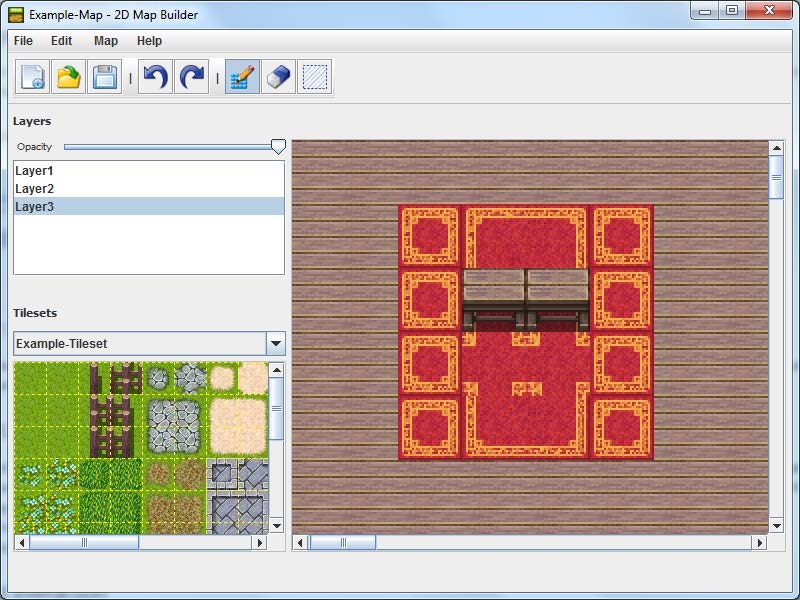 Example-Map - 2D Map Builder
File Edit Map Help
Layers
Opacity
Layer1
Layer2
Layer3
Tilesets
Example-Tileset